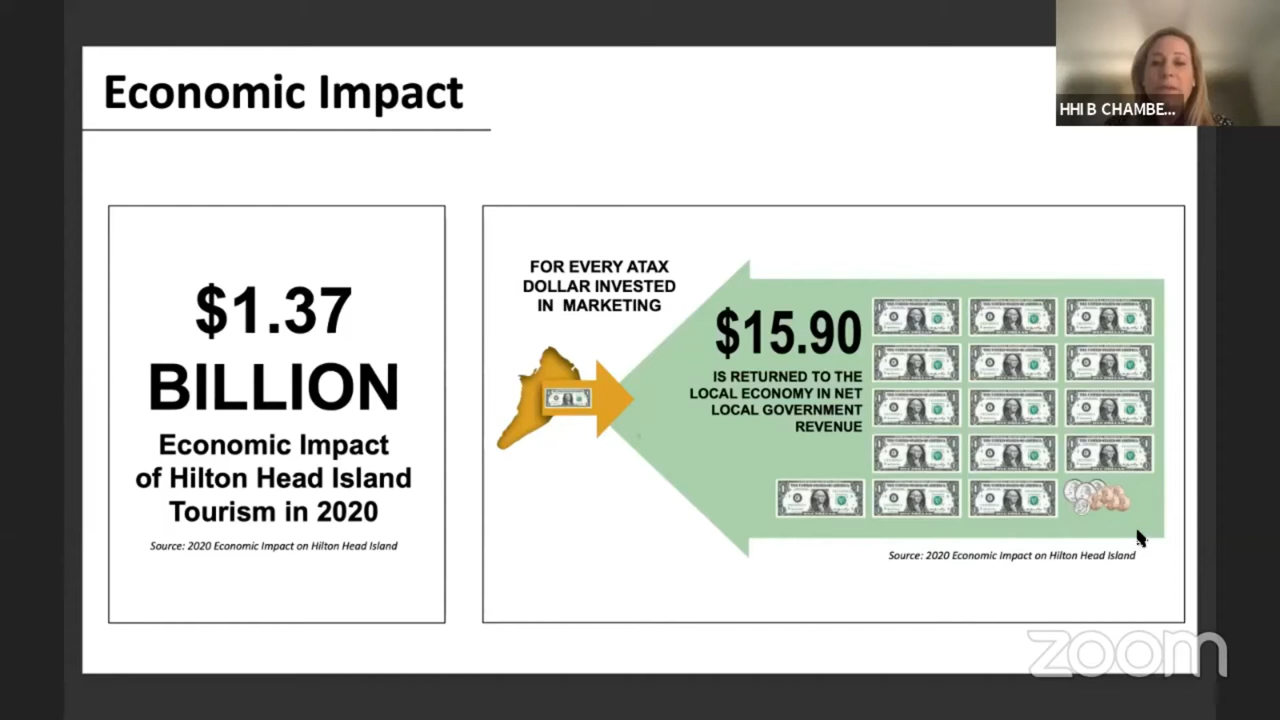 Economic Impact
HHI B CHAMBE...
$1.37
BILLION
Economic Impact
of Hilton Head Island
Tourism in 2020
Source: 2020 Economic Impact on Hilton Head Island
FOR EVERY ATAX
DOLLAR INVESTED
IN MARKETING
$15.90
IS RETURNED TO THE
LOCAL ECONOMY IN NET
LOCAL GOVERNMENT
REVENUE
Source: 2020 Economic Impact on Hilton Head Island
zoom